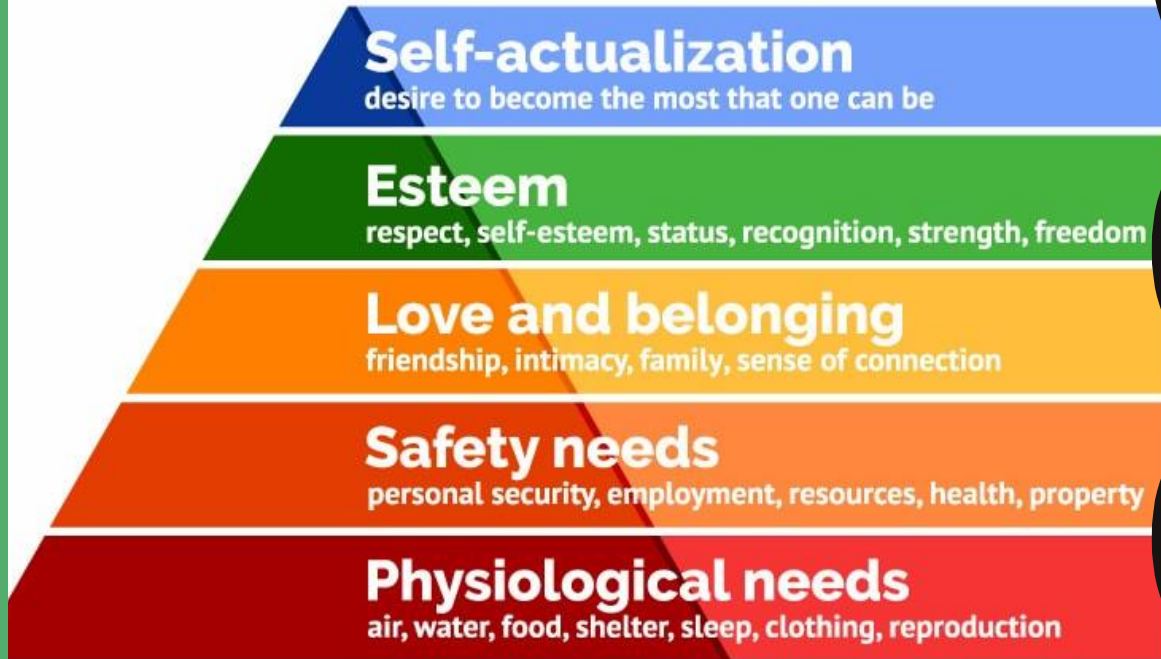 Self-actualization
desire to become the most that one can be
Esteem
respect, self-esteem, status, recognition, strength, freedom
Love and belonging
friendship, intimacy, family, sense of connection
Safety needs
personal security, employment, resources, health, property
Physiological needs
air, water, food, shelter, sleep, clothing, reproduction